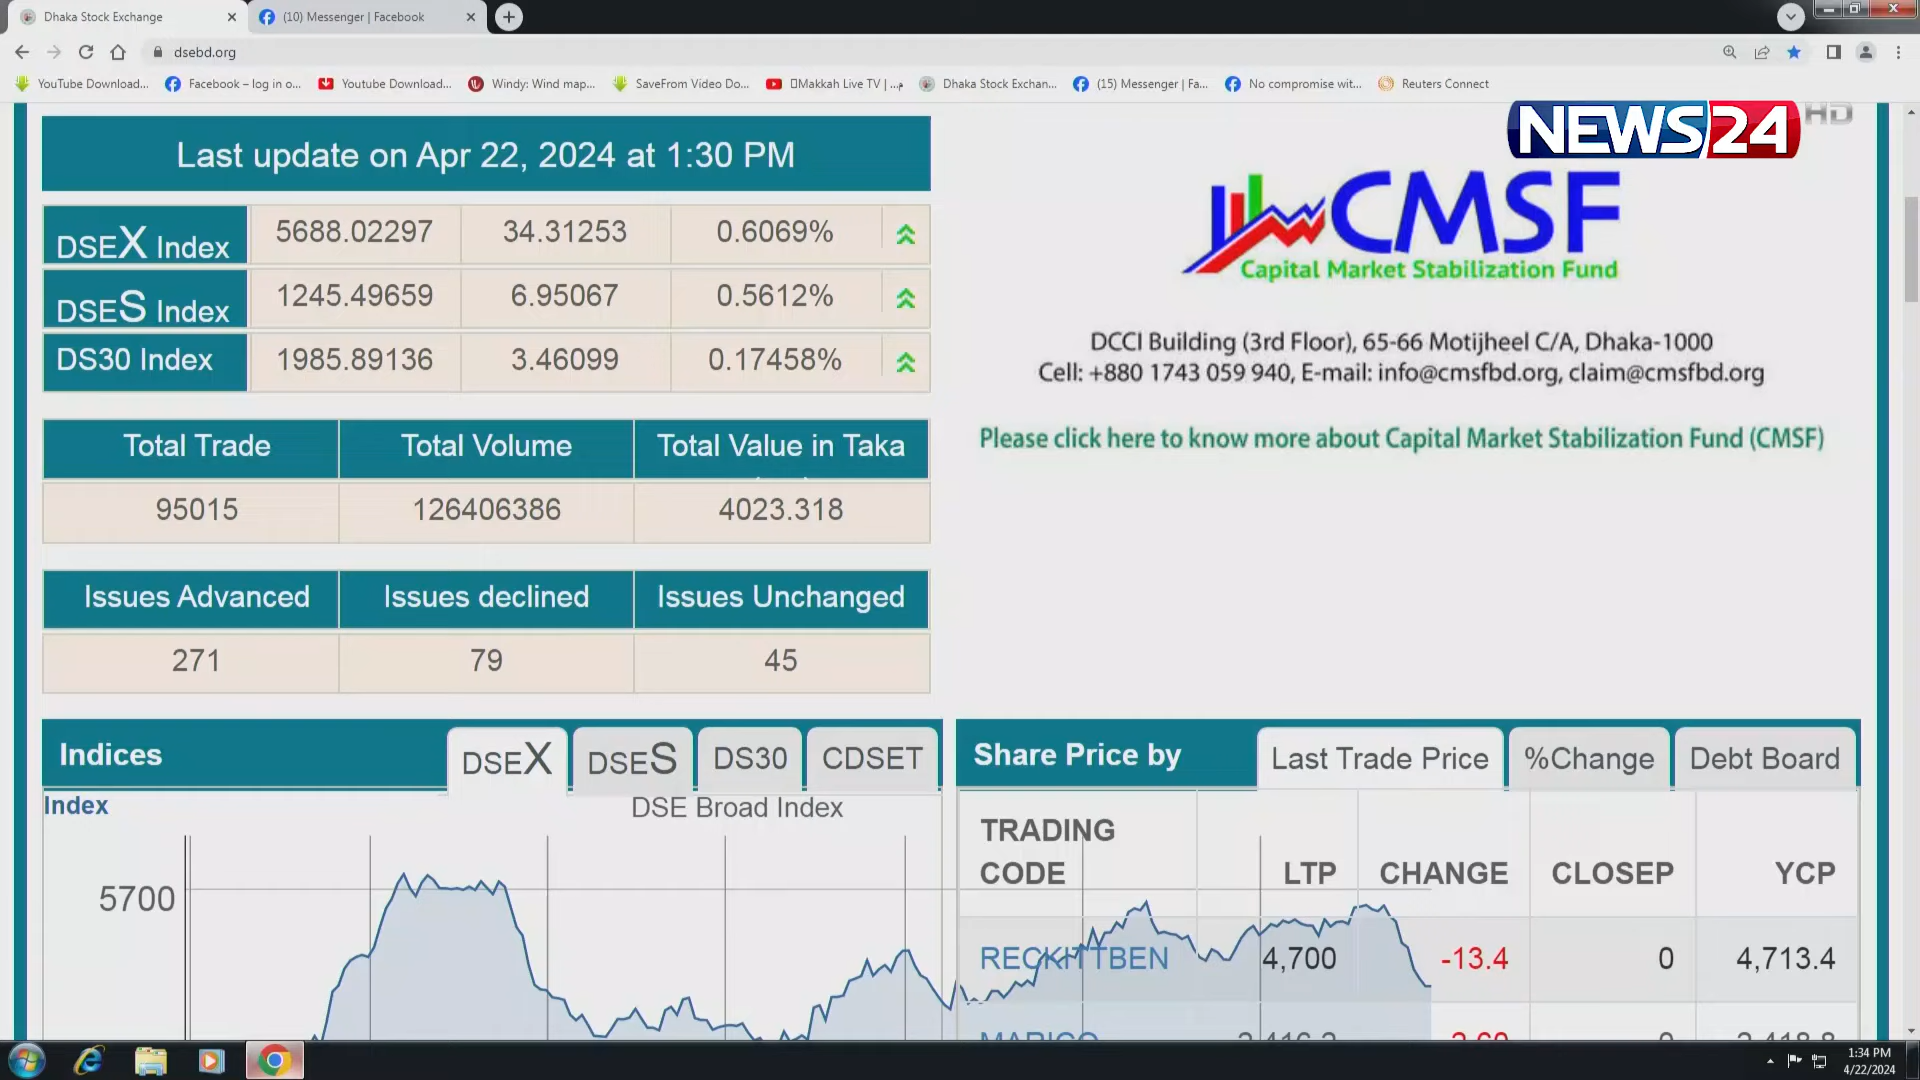 Dhaka Stock Exchange
(10) Messenger | Facebook
dsebd.org
YouTube Download...
Facebook – log in o...
Youtube Download...
Windy: Wind map...
SaveFrom Video Do...
Makkah Live TV | ...
Dhaka Stock Exchan...
(15) Messenger | Fa...
No compromise wit...
Reuters Connect
NEWS24 HD
Last update on Apr 22, 2024 at 1:30 PM
DSEX Index 5688.02297 34.31253 0.6069%
DSES Index 1245.49659 6.95067 0.5612%
DS30 Index 1985.89136 3.46099 0.17458%
CMSF
Capital Market Stabilization Fund
DCCI Building (3rd Floor), 65-66 Motijheel C/A, Dhaka-1000
Cell: +880 1743 059 940, E-mail: info@cmsfbd.org, claim@cmsfbd.org
Please click here to know more about Capital Market Stabilization Fund (CMSF)
Total Trade Total Volume Total Value in Taka
95015 126406386 4023.318
Issues Advanced Issues declined Issues Unchanged
271 79 45
Indices DSEX DSES DS30 CDSET
Index
DSE Broad Index
5700
Share Price by Last Trade Price %Change Debt Board
TRADING CODE LTP CHANGE CLOSEP YCP
RECKITTBEN 4,700 -13.4 0 4,713.4
1:34 PM
4/22/2024